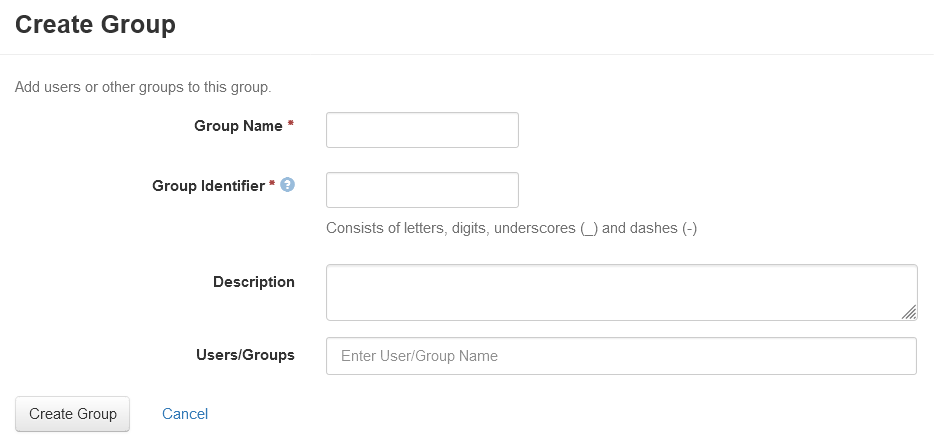 Create Group
Add users or other groups to this group.
Group Name *
Group Identifier * ?
Consists of letters, digits, underscores (_) and dashes (-)
Description
Users/Groups Enter User/Group Name
Create Group Cancel